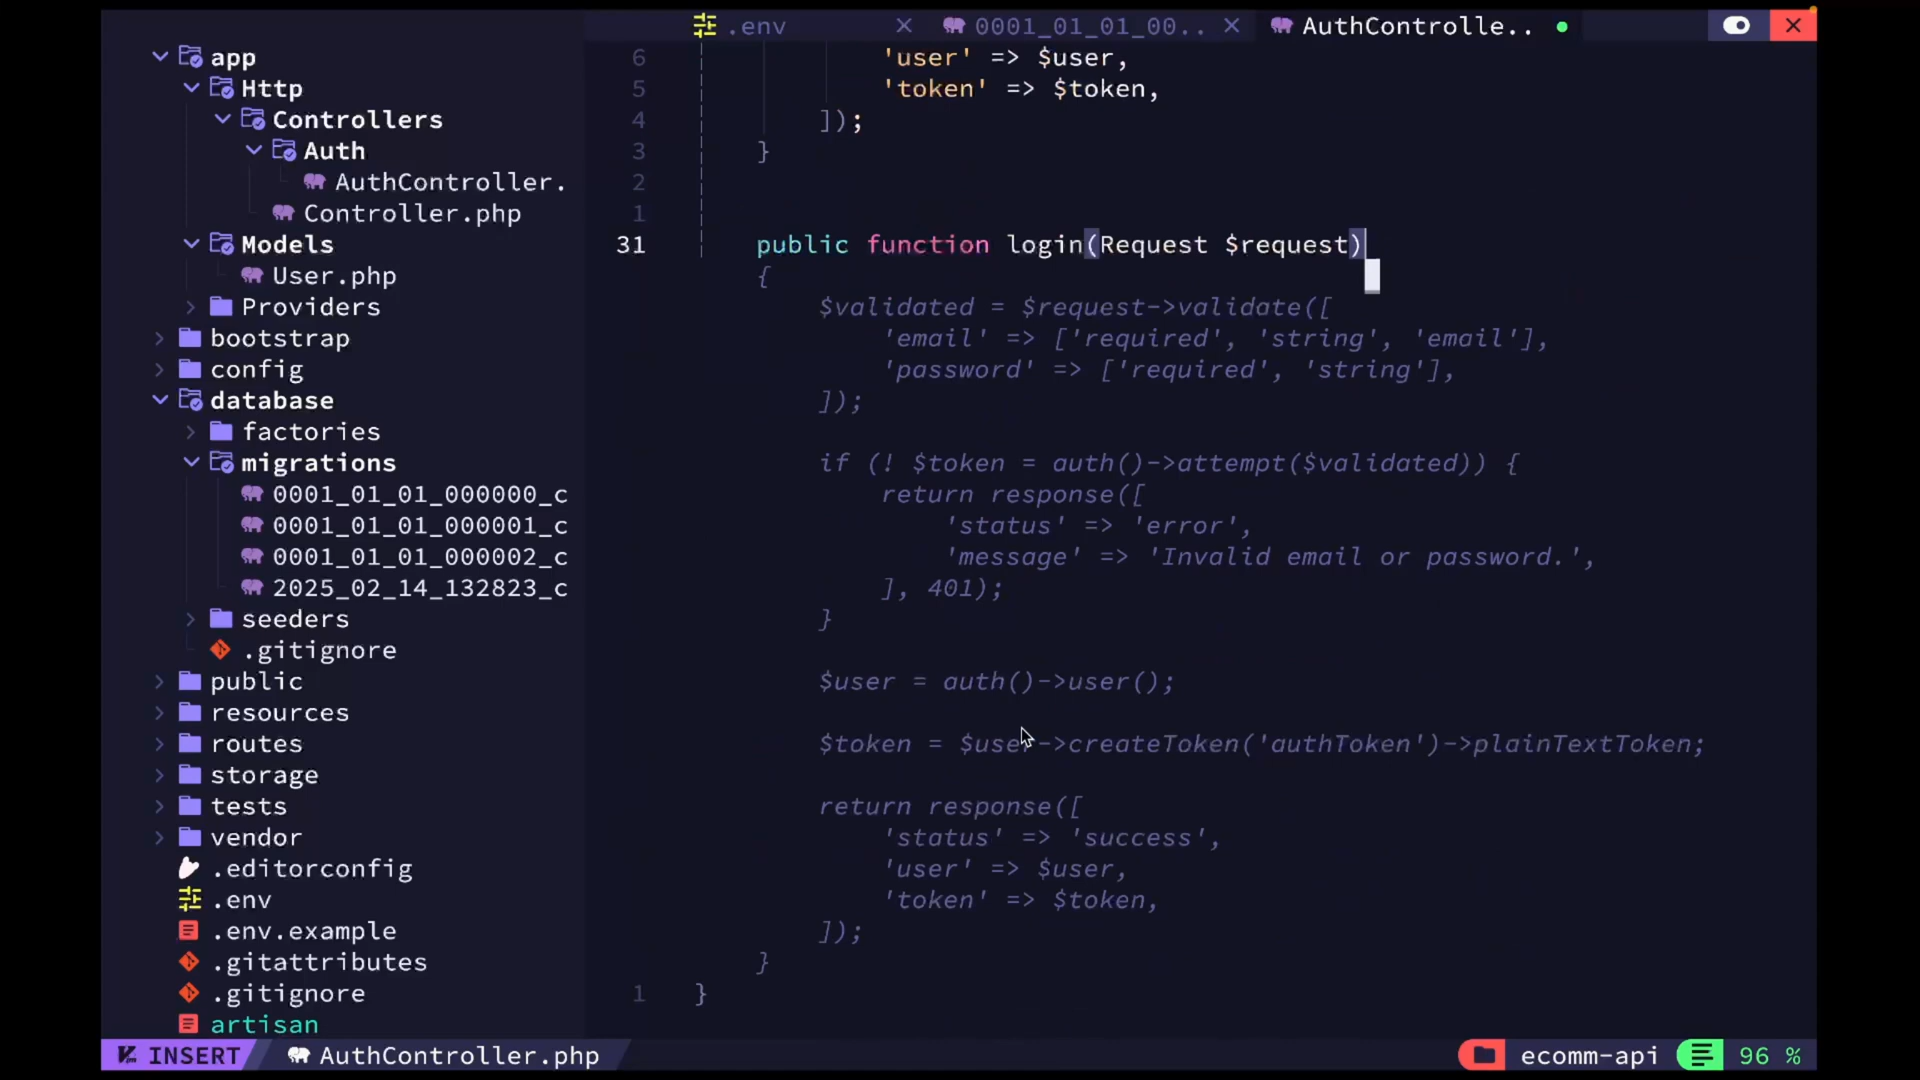 .env
0001_01_01_00..
AuthControlle..
app
Http
Controllers
Auth
AuthController.
Controller.php
Models
User.php
Providers
bootstrap
config
database
factories
migrations
0001_01_01_000000_c
0001_01_01_000001_c
0001_01_01_000002_c
2025_02_14_132823_c
seeders
.gitignore
public
resources
routes
storage
tests
vendor
.editorconfig
.env
.env.example
.gitattributes
.gitignore
artisan
6 'user' => $user,
5 'token' => $token,
4 ]);
3 }
2
1
31 public function login(Request $request)
{
$validated = $request->validate([
'email' => ['required', 'string', 'email'],
'password' => ['required', 'string'],
]);
if (! $token = auth()->attempt($validated)) {
return response([
'status' => 'error',
'message' => 'Invalid email or password.',
], 401);
}
$user = auth()->user();
$token = $user->createToken('authToken')->plainTextToken;
return response([
'status' => 'success',
'user' => $user,
'token' => $token,
]);
}
1 }
INSERT AuthController.php ecomm-api 96 %